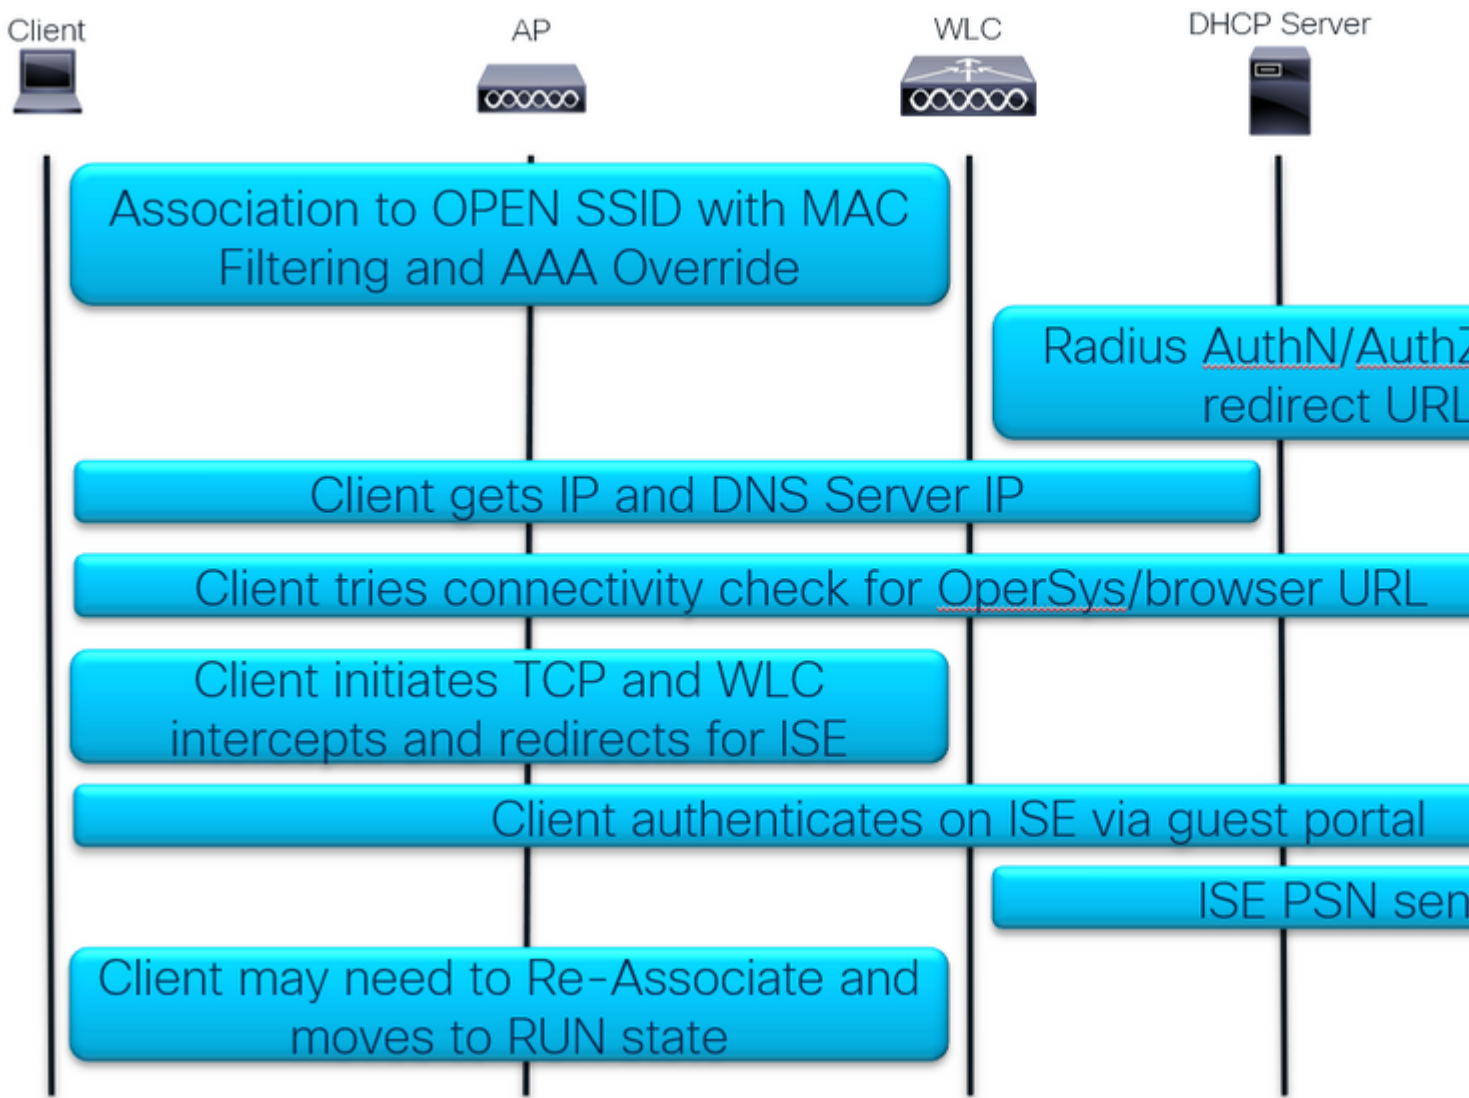 Client
AP
WLC
DHCP Server
Association to OPEN SSID with MAC
Filtering and AAA Override
Radius AuthN/AuthZ
redirect URL
Client gets IP and DNS Server IP
Client tries connectivity check for OperSys/browser URL
Client initiates TCP and WLC
intercepts and redirects for ISE
Client authenticates on ISE via guest portal
ISE PSN sen
Client may need to Re-Associate and
moves to RUN state